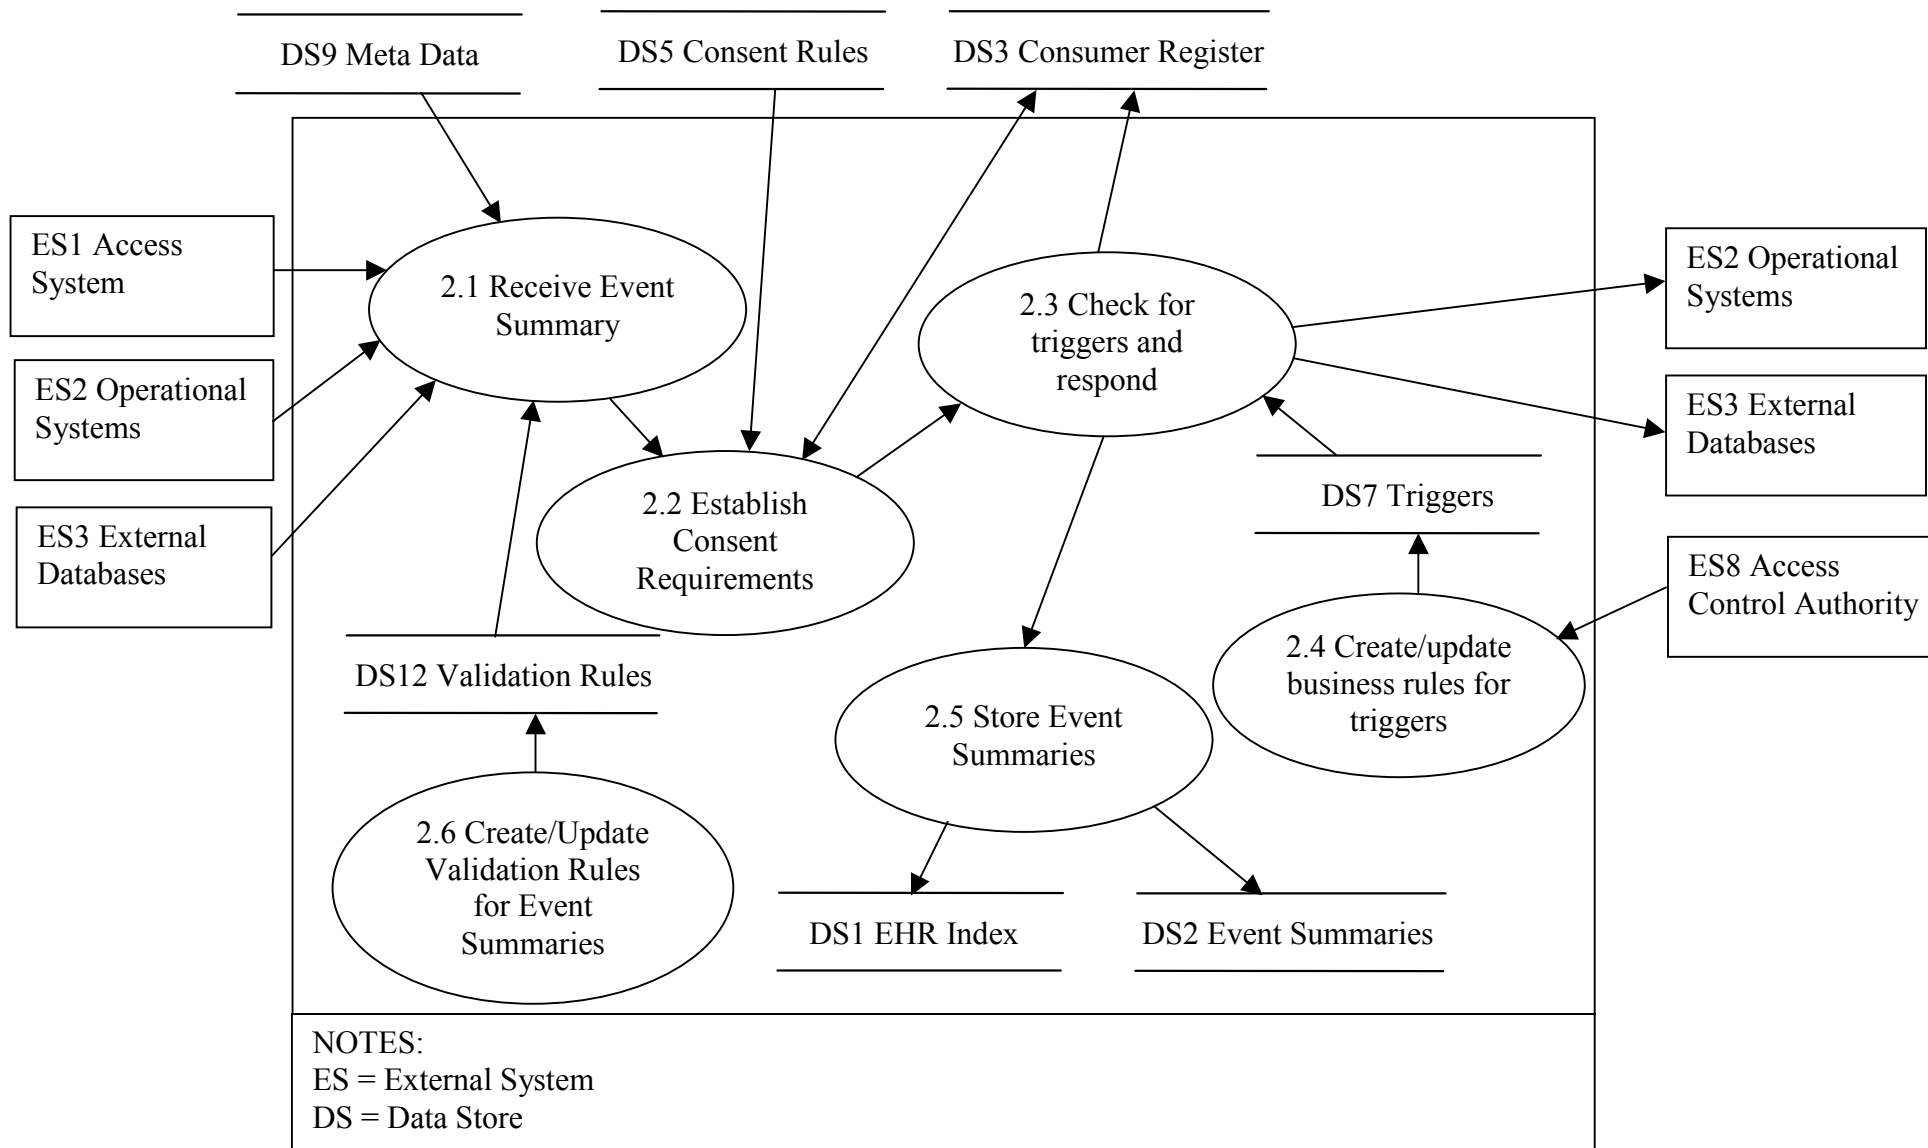 DS9 Meta Data
DS5 Consent Rules
DS3 Consumer Register
ES1 Access
System
2.1 Receive Event
Summary
2.3 Check for
triggers and
respond
ES2 Operational
Systems
ES2 Operational
Systems
ES3 External
Databases
ES3 External
Databases
2.2 Establish
Consent
Requirements
DS7 Triggers
ES8 Access
Control Authority
DS12 Validation Rules
2.4 Create/update
business rules for
triggers
2.5 Store Event
Summaries
2.6 Create/Update
Validation Rules
for Event
Summaries
DS1 EHR Index
DS2 Event Summaries
NOTES:
ES = External System
DS = Data Store